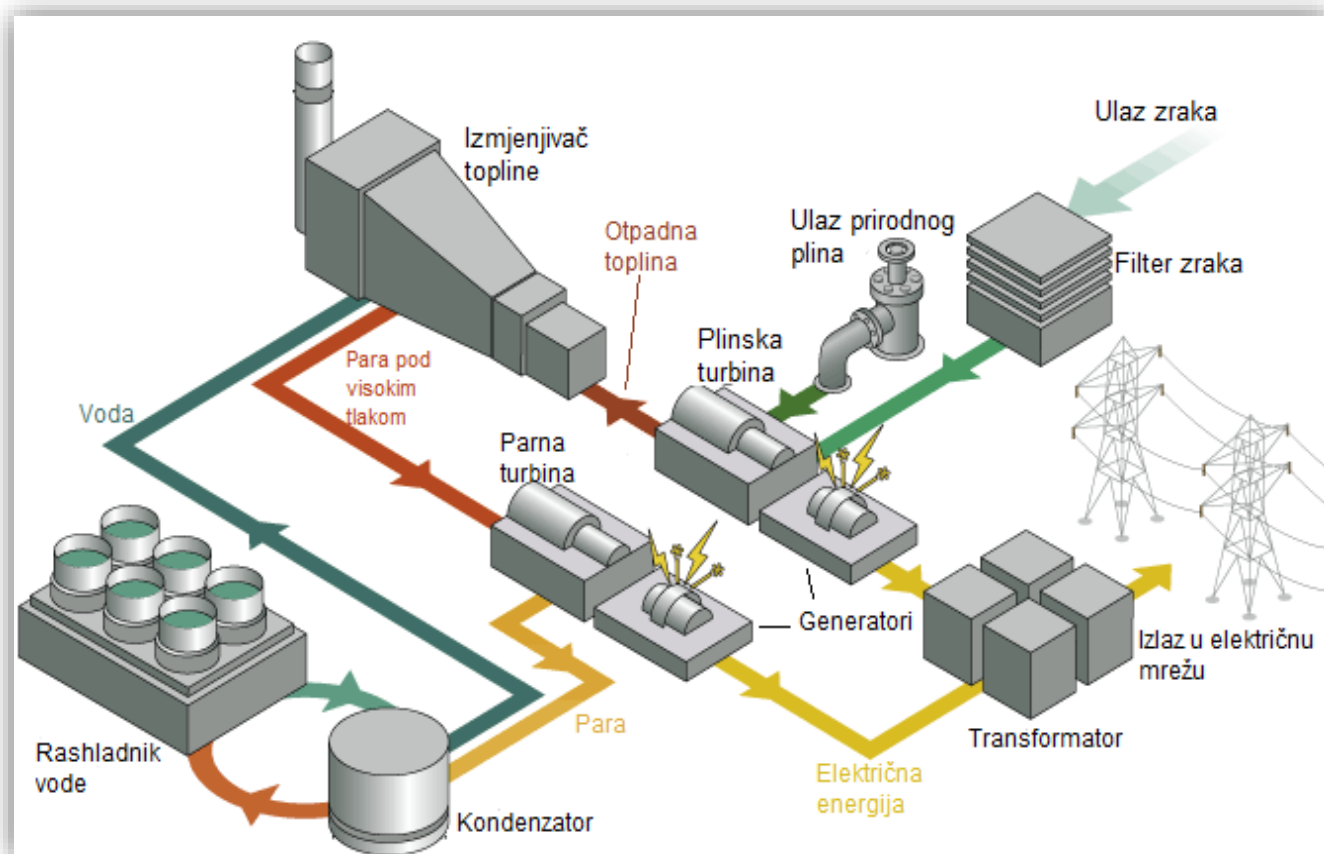 Ulaz zraka
Izmjenjivač
topline
Ulaz prirodnog
plina
Otpadna
toplina
Filter zraka
Plinska
turbina
Para pod
visokim
tlakom
Voda
Parna
turbina
Generatori
Izlaz u električnu
mrežu
Para
Transformator
Rashladnik
vode
Električna
energija
Kondenzator